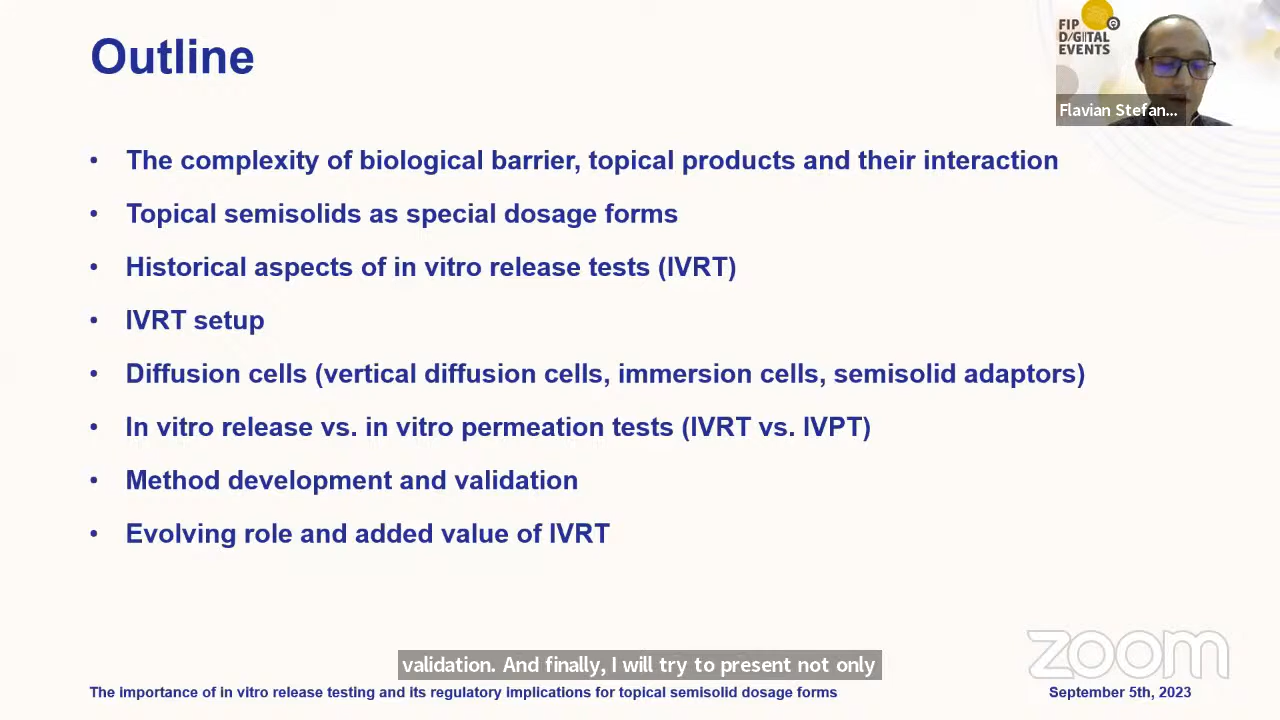 Outline
FIP
DIGITAL
EVENTS
Flavian Stefan...
• The complexity of biological barrier, topical products and their interaction
• Topical semisolids as special dosage forms
• Historical aspects of in vitro release tests (IVRT)
• IVRT setup
• Diffusion cells (vertical diffusion cells, immersion cells, semisolid adaptors)
• In vitro release vs. in vitro permeation tests (IVRT vs. IVPT)
• Method development and validation
• Evolving role and added value of IVRT
zoom
validation. And finally, I will try to present not only
The importance of in vitro release testing and its regulatory implications for topical semisolid dosage forms
September 5th, 2023